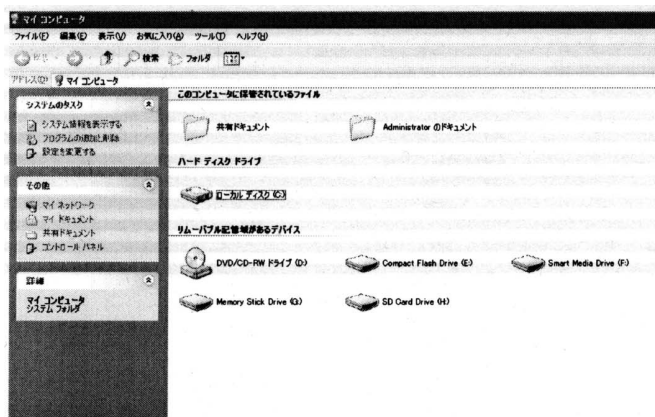 マイ コンピュータ
ファイル(F) 編集(E) 表示(V) お気に入り(A) ツール(T) ヘルプ(H)
検索 フォルダ
アドレス(D) マイ コンピュータ
システムのタスク
システム情報を表示する
プログラムの追加と削除
設定を変更する
その他
マイ ネットワーク
マイ ドキュメント
共有ドキュメント
コントロール パネル
詳細
マイ コンピュータ
システム フォルダ
このコンピュータに保管されているファイル
共有ドキュメント Administrator のドキュメント
ハード ディスク ドライブ
ローカル ディスク (C:)
リムーバブル記憶域があるデバイス
DVD/CD-RW ドライブ (D:) Compact Flash Drive (E:) Smart Media Drive (F:)
Memory Stick Drive (G:) SD Card Drive (H:)